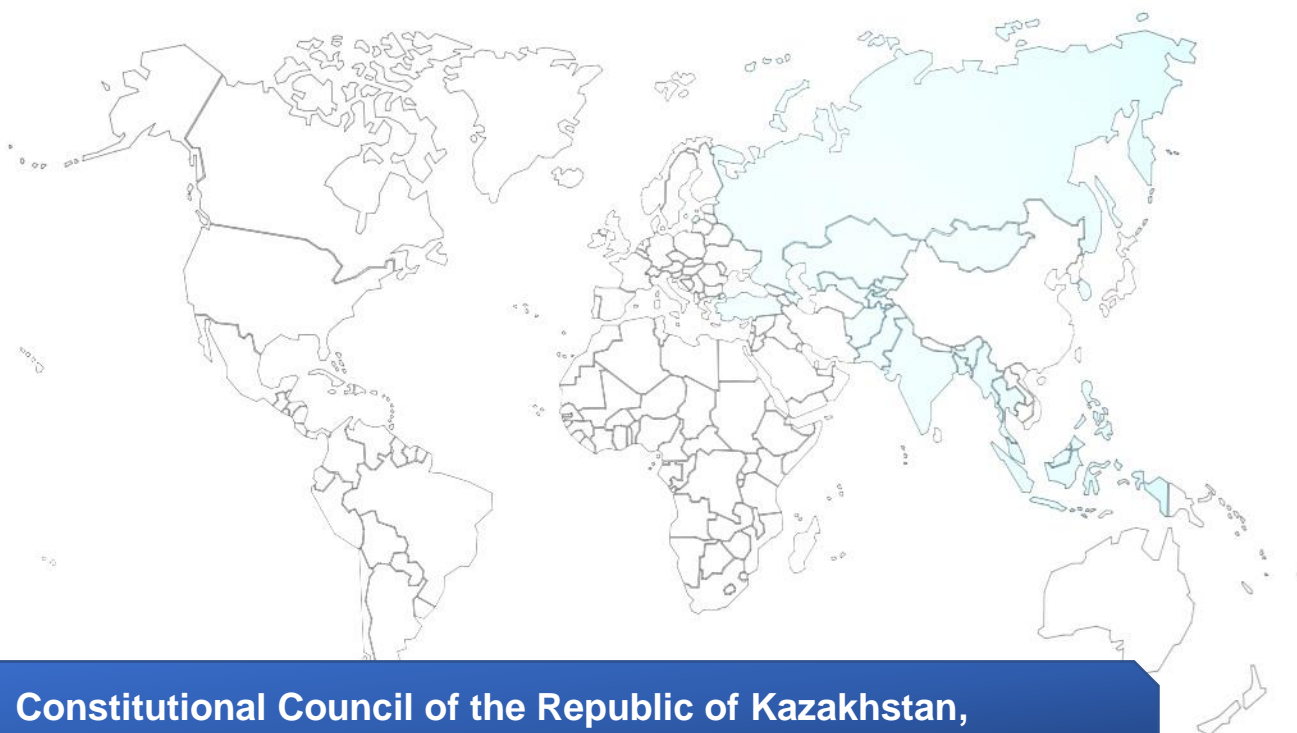 Constitutional Council of the Republic of Kazakhstan,